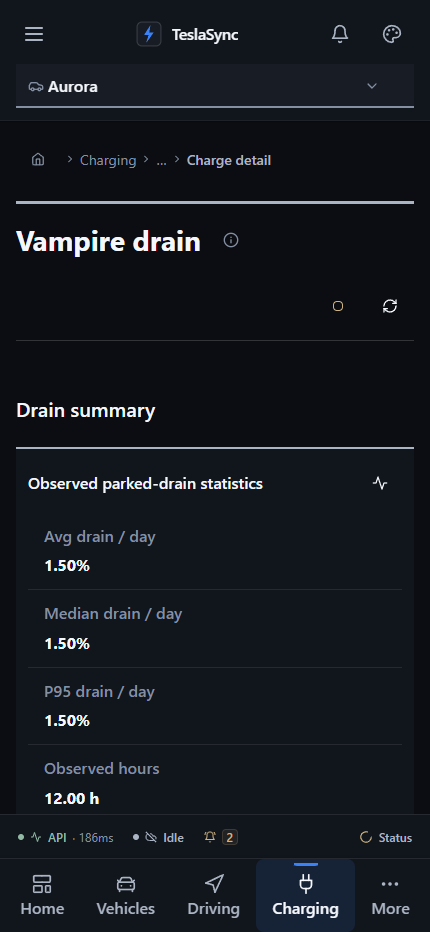 TeslaSync
Aurora
Charging ... Charge detail
Vampire drain
Drain summary
Observed parked-drain statistics
Avg drain / day
1.50%
Median drain / day
1.50%
P95 drain / day
1.50%
Observed hours
12.00 h
API · 186ms Idle 2 Status
Home Vehicles Driving Charging More